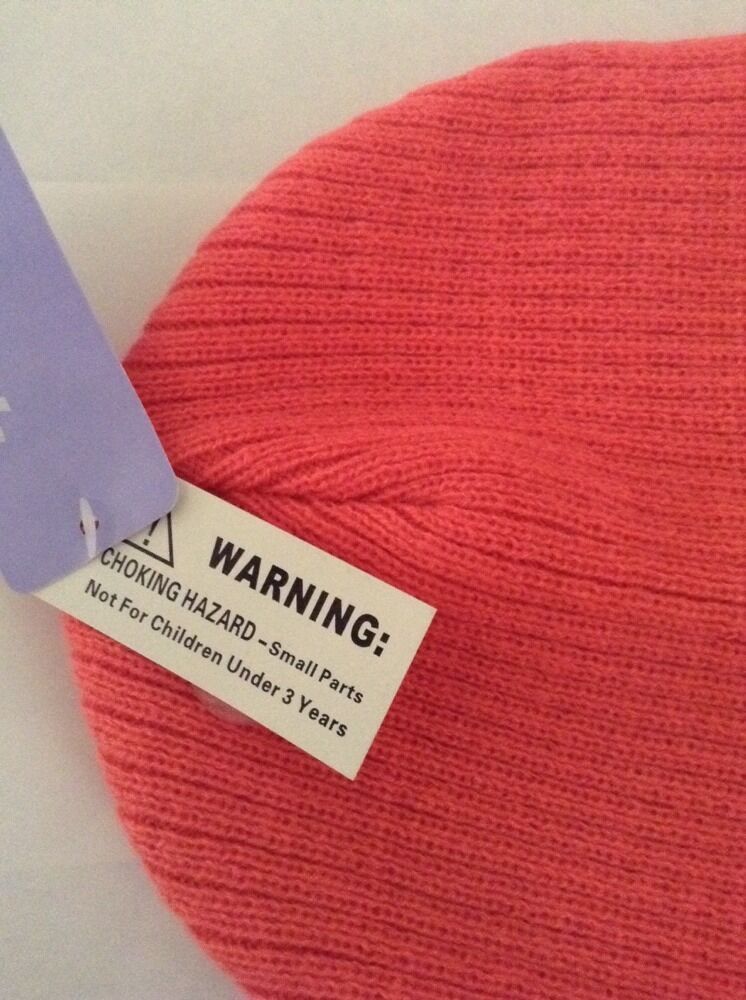 WARNING:
CHOKING HAZARD – Small Parts
Not For Children Under 3 Years